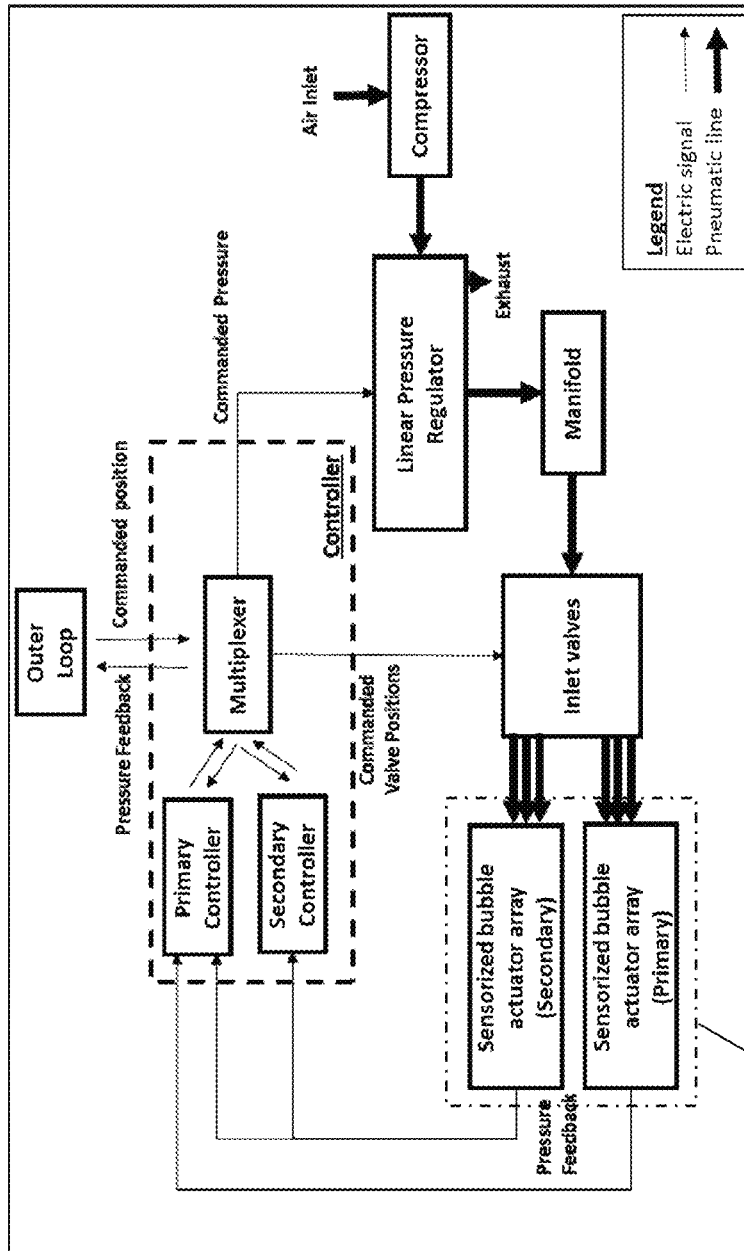 Outer
Loop
Pressure Feedback
Commanded position
Primary
Controller
Secondary
Controller
Multiplexer
Controller
Commanded Pressure
Commanded
Valve Positions
Air Inlet
Compressor
Linear Pressure
Regulator
Exhaust
Manifold
Inlet valves
Sensorized bubble
actuator array
(Secondary)
Sensorized bubble
actuator array
(Primary)
Pressure
Feedback
Legend
Electric signal
Pneumatic line